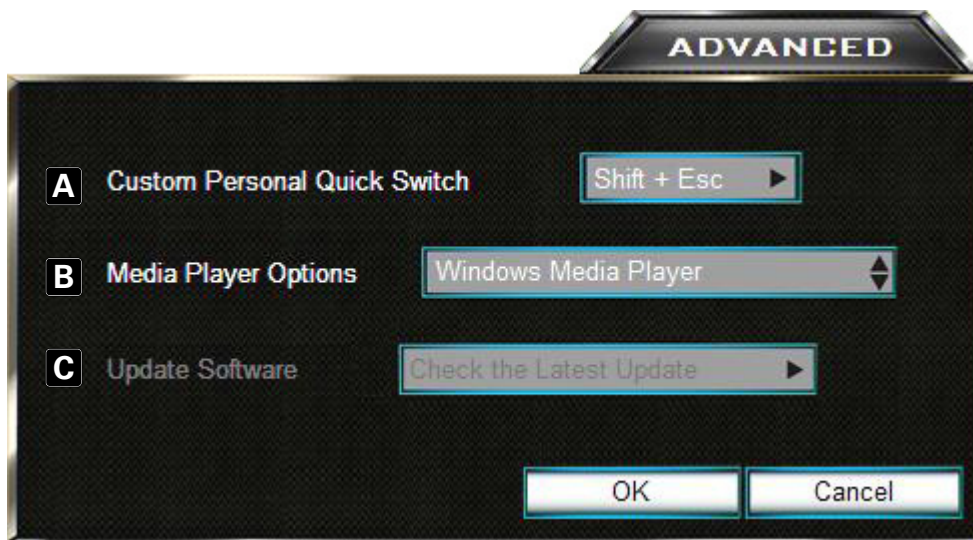 ADVANCED
A Custom Personal Quick Switch Shift + Esc
B Media Player Options Windows Media Player
C Update Software Check the Latest Update
OK Cancel